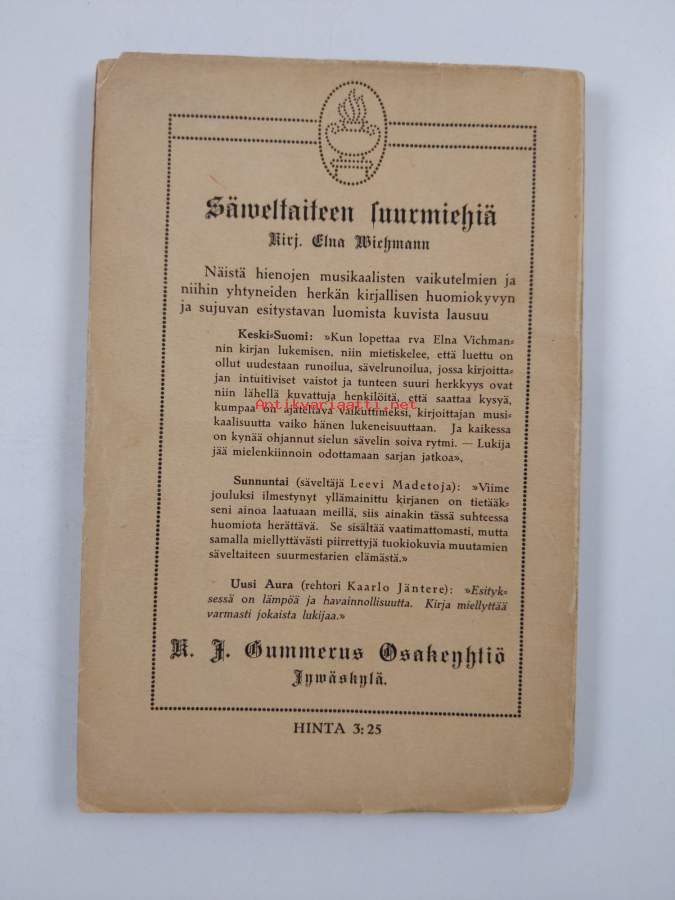 Säweltaiteen suurmiehiä
Kirj. Elna Wichmann
Näistä hienojen musikaalisten vaikutelmien ja
niihin yhtyneiden herkän kirjallisen huomiokyvyn
ja sujuvan esitystavan luomista kuvista lausuu
Keski-Suomi: »Kun lopettaa rva Elna Vichman-
nin kirjan lukemisen, niin mietiskelee, että luettu on
ollut uudestaan runoilua, sävelrunoilua, jossa kirjoitta-
jan intuitiviset vaistot ja tunteen suuri herkkyys ovat
niin lähellä kuvattuja henkilöitä, että saattaa kysyä,
Antikvariaatti.net
kumpaa on ajateltava vaikuttimeksi, kirjoittajan musi-
kaalisuutta vaiko hänen lukeneisuuttaan. Ja kaikessa
on kynää ohjannut sielun sävelin soiva rytmi. — Lukija
jää mielenkiinnoin odottamaan sarjan jatkoa».
Sunnuntai (säveltäjä Leevi Madetoja): »Viime
jouluksi ilmestynyt yllämainittu kirjanen on tietääk-
seni ainoa laatuaan meillä, siis ainakin tässä suhteessa
huomiota herättävä. Se sisältää vaatimattomasti, mutta
samalla miellyttävästi piirrettyjä tuokiokuvia muutamien
säveltaiteen suurmestarien elämästä.»
Uusi Aura (rehtori Kaarlo Jäntere): »Esityk-
sessä on lämpöä ja havainnollisuutta. Kirja miellyttää
varmasti jokaista lukijaa.»
K. J. Gummerus Osakeyhtiö
Jywäskylä.
HINTA 3:25